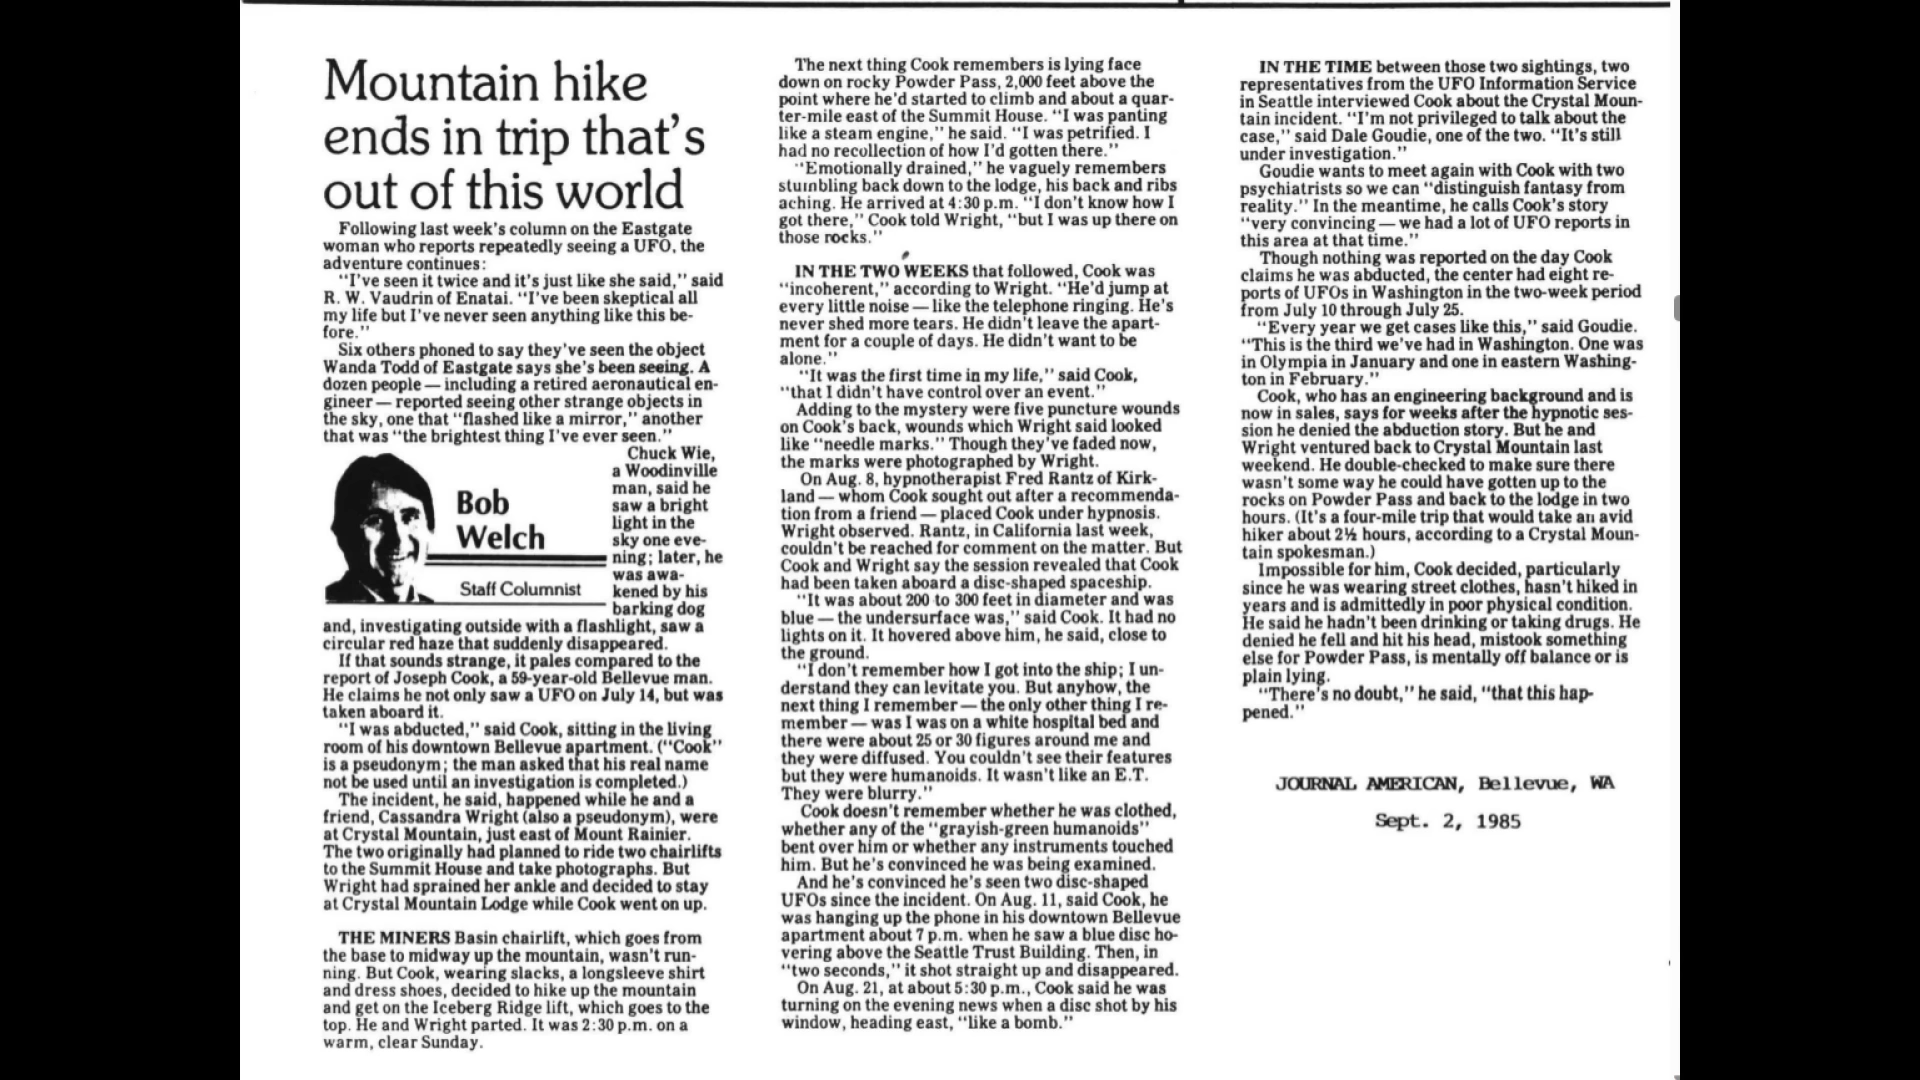 Mountain hike
ends in trip that's
out of this world
Following last week's column on the Eastgate
woman who reports repeatedly seeing a UFO, the
adventure continues:
"I've seen it twice and it's just like she said," said
R. W. Vaudrin of Enatai. "I've been skeptical all
my life but I've never seen anything like this be-
fore."
Six others phoned to say they've seen the object
Wanda Todd of Eastgate says she's been seeing. A
dozen people — including a retired aeronautical en-
gineer — reported seeing other strange objects in
the sky, one that "flashed like a mirror," another
that was "the brightest thing I've ever seen."
Bob
Welch
Staff Columnist
Chuck Wie,
a Woodinville
man, said he
saw a bright
light in the
sky one eve-
ning; later, he
was awa-
kened by his
barking dog
and, investigating outside with a flashlight, saw a
circular red haze that suddenly disappeared.
If that sounds strange, it pales compared to the
report of Joseph Cook, a 59-year-old Bellevue man.
He claims he not only saw a UFO on July 14, but was
taken aboard it.
"I was abducted," said Cook, sitting in the living
room of his downtown Bellevue apartment. ("Cook"
is a pseudonym; the man asked that his real name
not be used until an investigation is completed.)
The incident, he said, happened while he and a
friend, Cassandra Wright (also a pseudonym), were
at Crystal Mountain, just east of Mount Rainier.
The two originally had planned to ride two chairlifts
to the Summit House and take photographs. But
Wright had sprained her ankle and decided to stay
at Crystal Mountain Lodge while Cook went on up.
THE MINERS Basin chairlift, which goes from
the base to midway up the mountain, wasn't run-
ning. But Cook, wearing slacks, a longsleeve shirt
and dress shoes, decided to hike up the mountain
and get on the Iceberg Ridge lift, which goes to the
top. He and Wright parted. It was 2:30 p.m. on a
warm, clear Sunday.
The next thing Cook remembers is lying face
down on rocky Powder Pass, 2,000 feet above the
point where he'd started to climb and about a quar-
ter-mile east of the Summit House. "I was panting
like a steam engine," he said. "I was petrified. I
had no recollection of how I'd gotten there."
"Emotionally drained," he vaguely remembers
stumbling back down to the lodge, his back and ribs
aching. He arrived at 4:30 p.m. "I don't know how I
got there," Cook told Wright, "but I was up there on
those rocks."
IN THE TWO WEEKS that followed, Cook was
"incoherent," according to Wright. "He'd jump at
every little noise — like the telephone ringing. He's
never shed more tears. He didn't leave the apart-
ment for a couple of days. He didn't want to be
alone."
"It was the first time in my life," said Cook,
"that I didn't have control over an event."
Adding to the mystery were five puncture wounds
on Cook's back, wounds which Wright said looked
like "needle marks." Though they've faded now,
the marks were photographed by Wright.
On Aug. 8, hypnotherapist Fred Rantz of Kirk-
land — whom Cook sought out after a recommenda-
tion from a friend — placed Cook under hypnosis.
Wright observed. Rantz, in California last week,
couldn't be reached for comment on the matter. But
Cook and Wright say the session revealed that Cook
had been taken aboard a disc-shaped spaceship.
"It was about 200 to 300 feet in diameter and was
blue — the undersurface was," said Cook. It had no
lights on it. It hovered above him, he said, close to
the ground.
"I don't remember how I got into the ship; I un-
derstand they can levitate you. But anyhow, the
next thing I remember — the only other thing I re-
member — was I was on a white hospital bed and
there were about 25 or 30 figures around me and
they were diffused. You couldn't see their features
but they were humanoids. It wasn't like an E.T.
They were blurry."
Cook doesn't remember whether he was clothed,
whether any of the "grayish-green humanoids"
bent over him or whether any instruments touched
him. But he's convinced he was being examined.
And he's convinced he's seen two disc-shaped
UFOs since the incident. On Aug. 11, said Cook, he
was hanging up the phone in his downtown Bellevue
apartment about 7 p.m. when he saw a blue disc ho-
vering above the Seattle Trust Building. Then, in
"two seconds," it shot straight up and disappeared.
On Aug. 21, at about 5:30 p.m., Cook said he was
turning on the evening news when a disc shot by his
window, heading east, "like a bomb."
IN THE TIME between those two sightings, two
representatives from the UFO Information Service
in Seattle interviewed Cook about the Crystal Moun-
tain incident. "I'm not privileged to talk about the
case," said Dale Goudie, one of the two. "It's still
under investigation."
Goudie wants to meet again with Cook with two
psychiatrists so we can "distinguish fantasy from
reality." In the meantime, he calls Cook's story
"very convincing — we had a lot of UFO reports in
this area at that time."
Though nothing was reported on the day Cook
claims he was abducted, the center had eight re-
ports of UFOs in Washington in the two-week period
from July 10 through July 25.
"Every year we get cases like this," said Goudie.
"This is the third we've had in Washington. One was
in Olympia in January and one in eastern Washing-
ton in February."
Cook, who has an engineering background and is
now in sales, says for weeks after the hypnotic ses-
sion he denied the abduction story. But he and
Wright ventured back to Crystal Mountain last
weekend. He double-checked to make sure there
wasn't some way he could have gotten up to the
rocks on Powder Pass and back to the lodge in two
hours. (It's a four-mile trip that would take an avid
hiker about 2½ hours, according to a Crystal Moun-
tain spokesman.)
Impossible for him, Cook decided, particularly
since he was wearing street clothes, hasn't hiked in
years and is admittedly in poor physical condition.
He said he hadn't been drinking or taking drugs. He
denied he fell and hit his head, mistook something
else for Powder Pass, is mentally off balance or is
plain lying.
"There's no doubt," he said, "that this hap-
pened."
JOURNAL AMERICAN, Bellevue, WA
Sept. 2, 1985